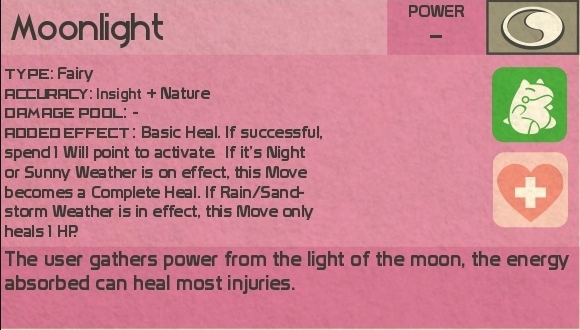 Moonlight
POWER
–
TYPE: Fairy
ACCURACY: Insight + Nature
DAMAGE POOL: -
ADDED EFFECT: Basic Heal. If successful,
spend 1 Will point to activate. If it's Night
or Sunny Weather is on effect, this Move
becomes a Complete Heal. If Rain/Sand-
storm Weather is in effect, this Move only
heals 1 HP.
The user gathers power from the light of the moon, the energy
absorbed can heal most injuries.